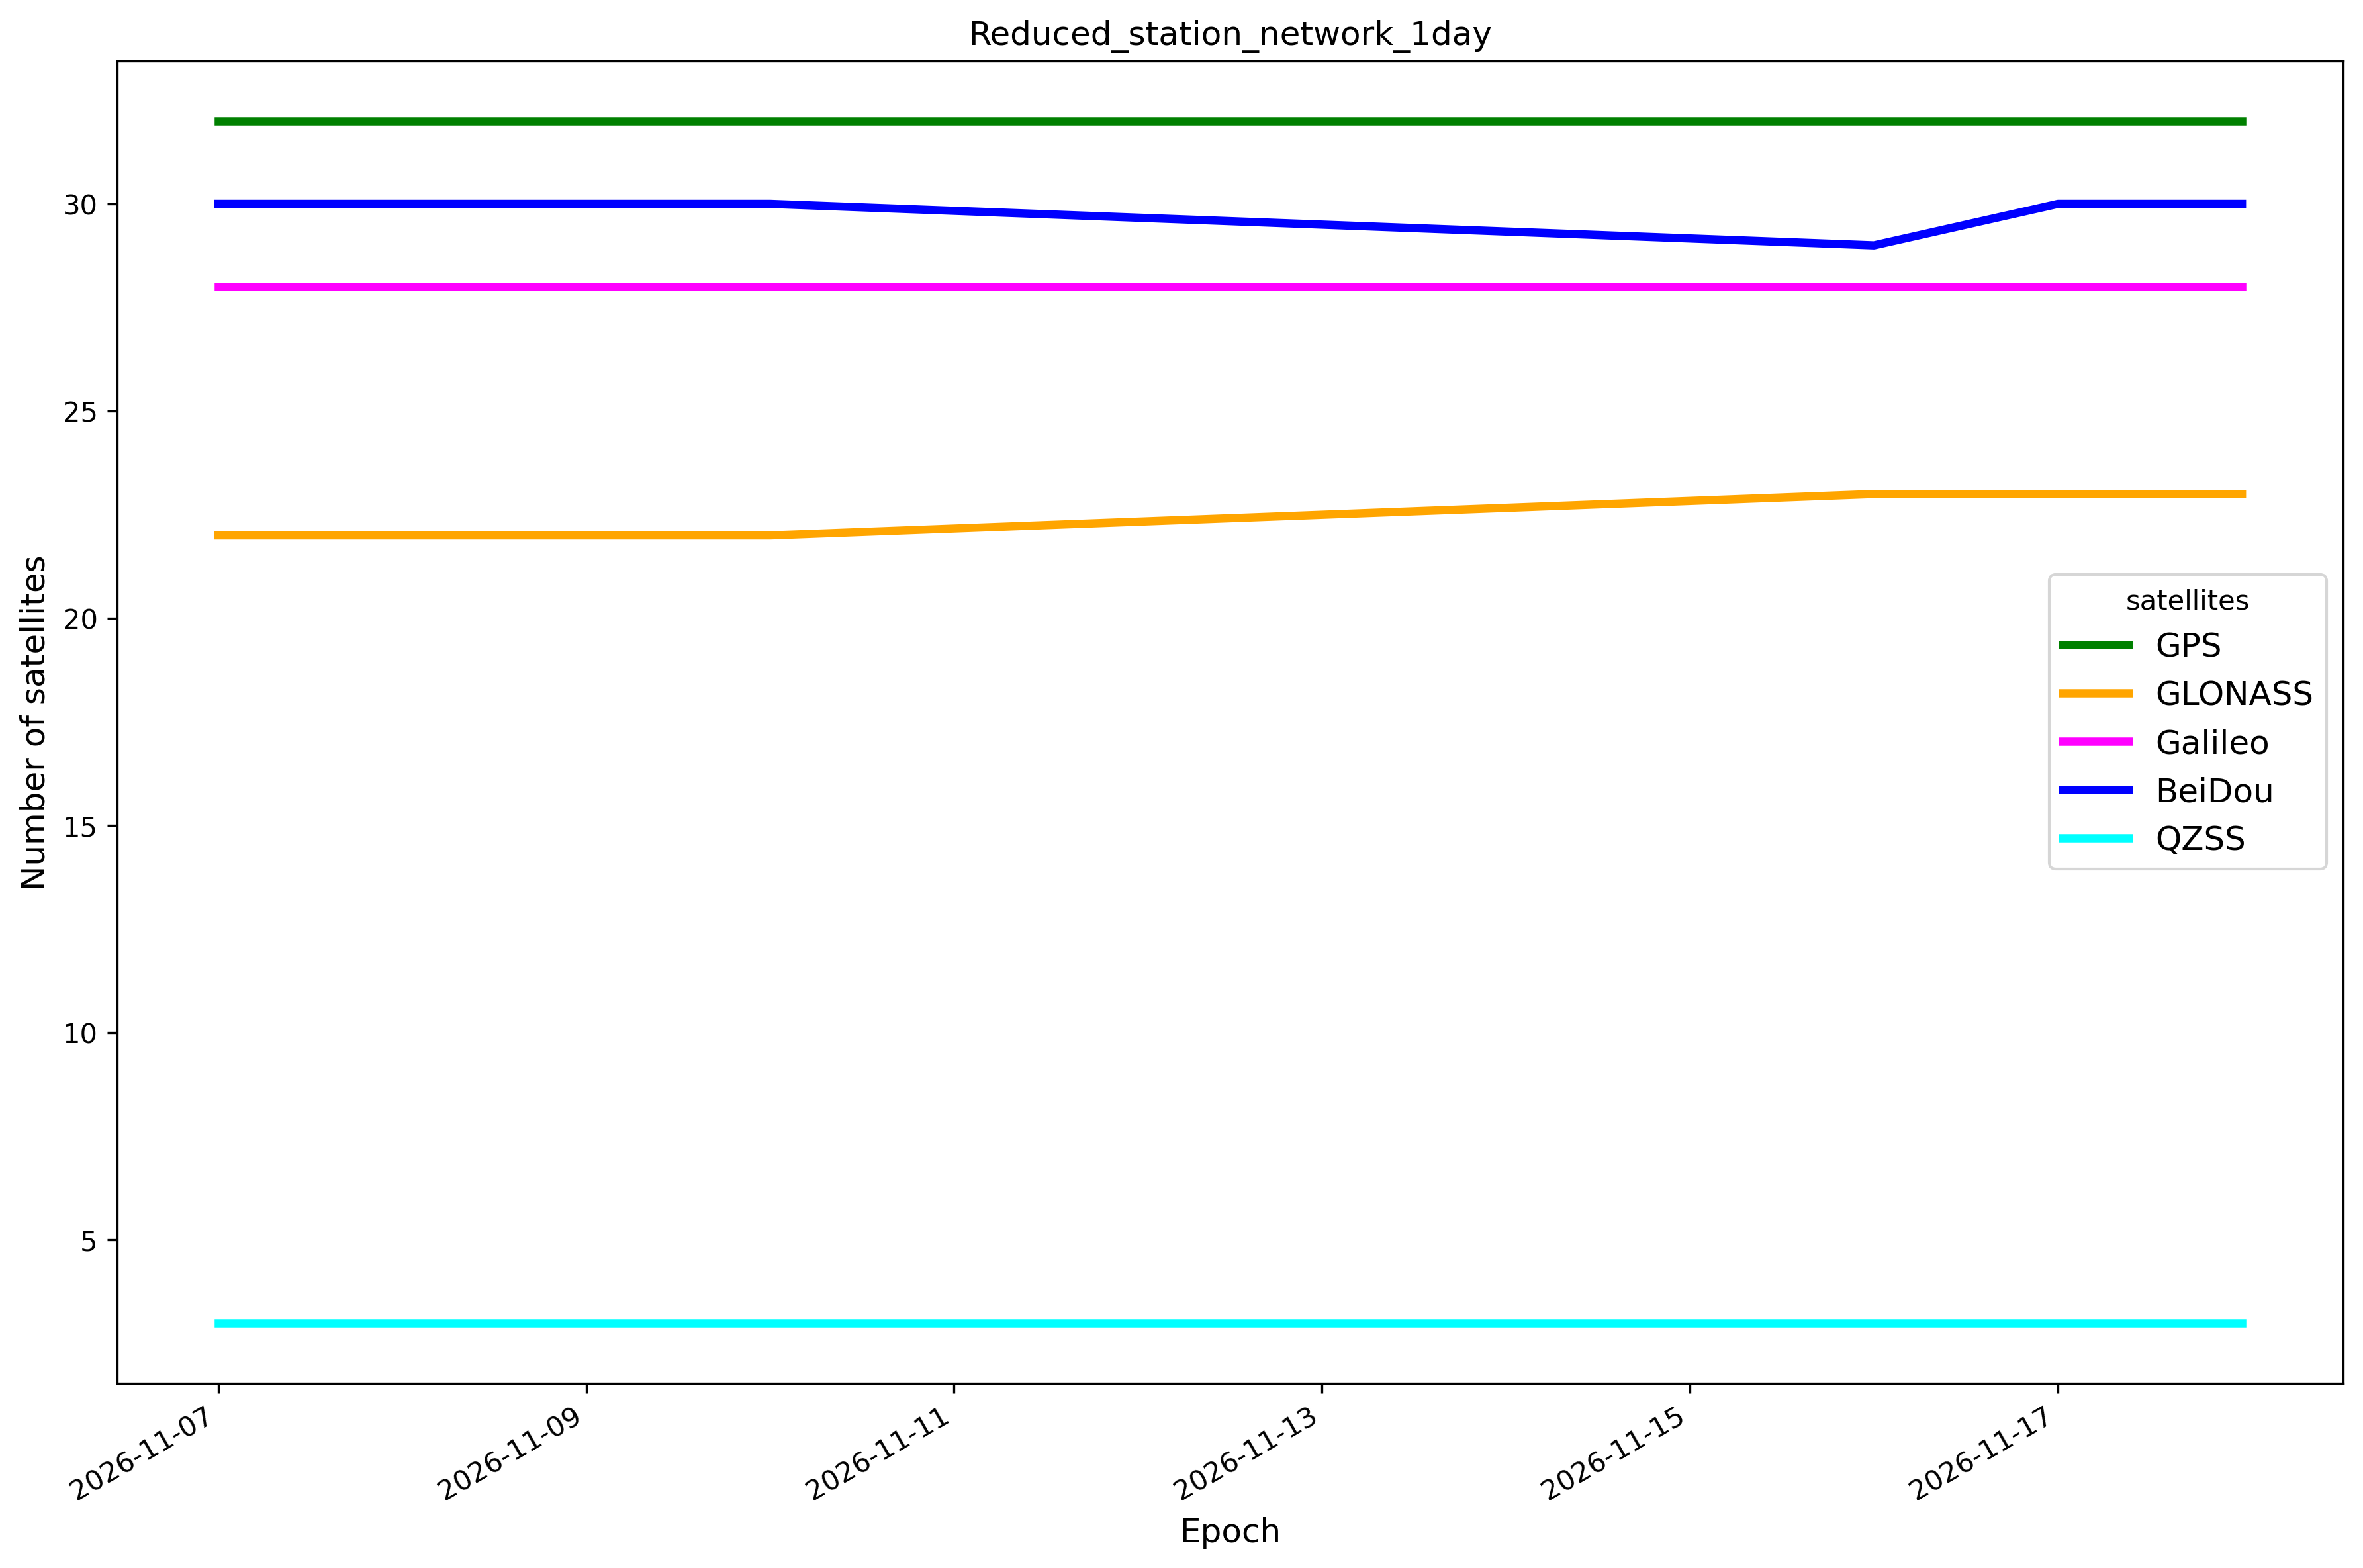 Reduced_station_network_1day
Number of satellites
30
25
20
15
10
5
satellites
GPS
GLONASS
Galileo
BeiDou
QZSS
2026-11-07
2026-11-09
2026-11-11
2026-11-13
2026-11-15
2026-11-17
Epoch